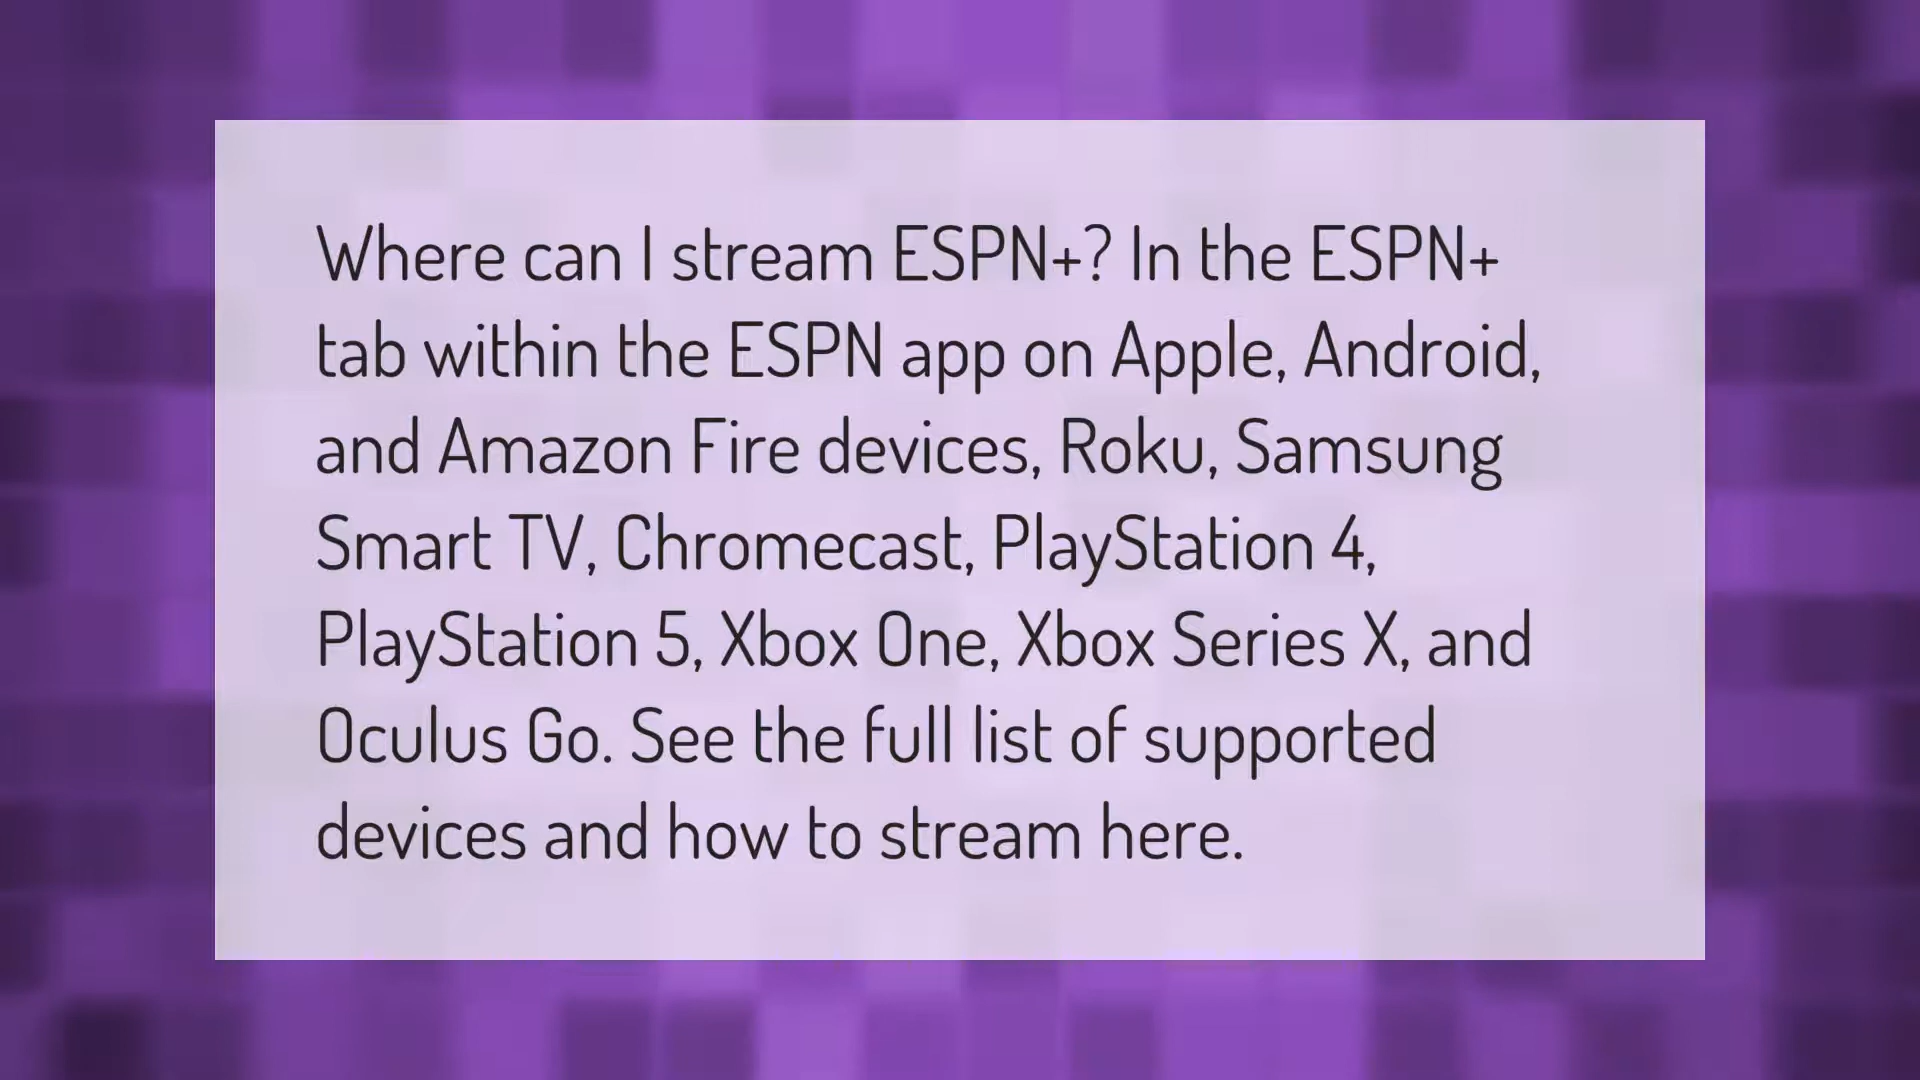 Where can I stream ESPN+? In the ESPN+
tab within the ESPN app on Apple, Android,
and Amazon Fire devices, Roku, Samsung
Smart TV, Chromecast, PlayStation 4,
PlayStation 5, Xbox One, Xbox Series X, and
Oculus Go. See the full list of supported
devices and how to stream here.